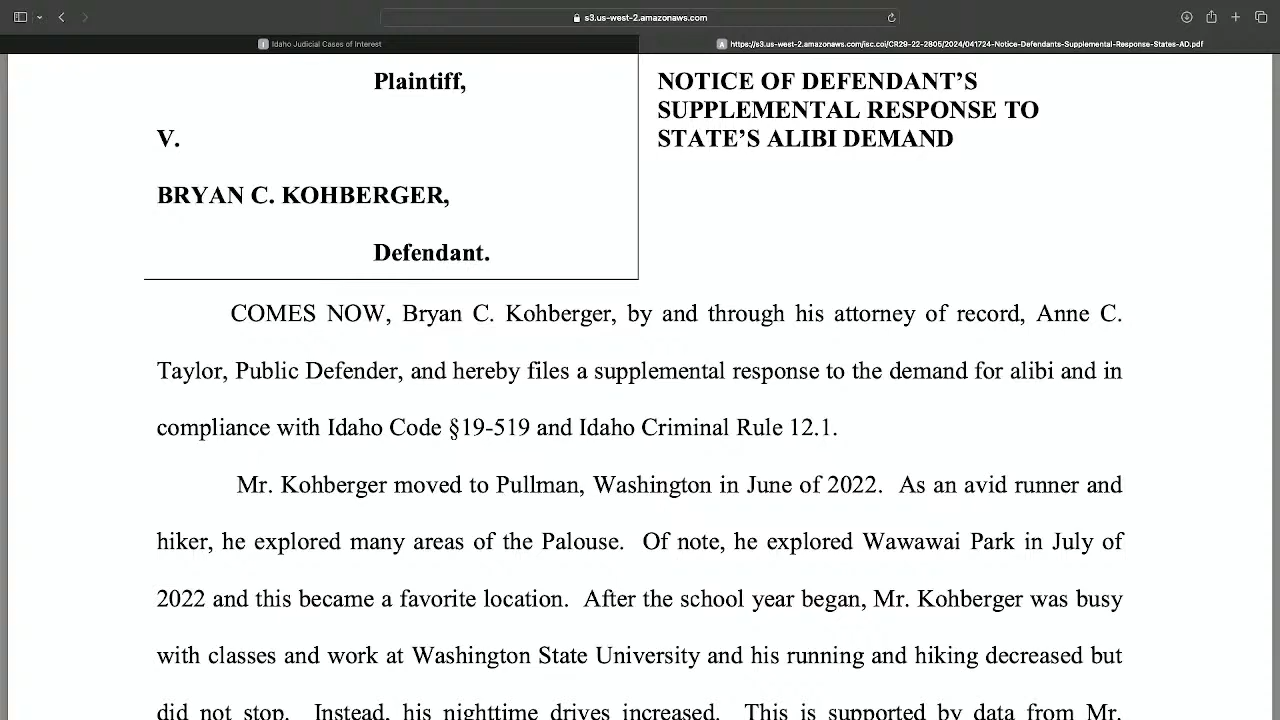 s3.us-west-2.amazonaws.com
Idaho Judicial Cases of Interest
https://s3.us-west-2.amazonaws.com/isc.coi/CR29-22-2805/2024/041724-Notice-Defendants-Supplemental-Response-States-AD.pdf
Plaintiff,
V.
BRYAN C. KOHBERGER,
Defendant.
NOTICE OF DEFENDANT’S
SUPPLEMENTAL RESPONSE TO
STATE’S ALIBI DEMAND
COMES NOW, Bryan C. Kohberger, by and through his attorney of record, Anne C.
Taylor, Public Defender, and hereby files a supplemental response to the demand for alibi and in
compliance with Idaho Code §19-519 and Idaho Criminal Rule 12.1.
Mr. Kohberger moved to Pullman, Washington in June of 2022. As an avid runner and
hiker, he explored many areas of the Palouse. Of note, he explored Wawawai Park in July of
2022 and this became a favorite location. After the school year began, Mr. Kohberger was busy
with classes and work at Washington State University and his running and hiking decreased but
did not stop. Instead, his nighttime drives increased. This is supported by data from Mr.